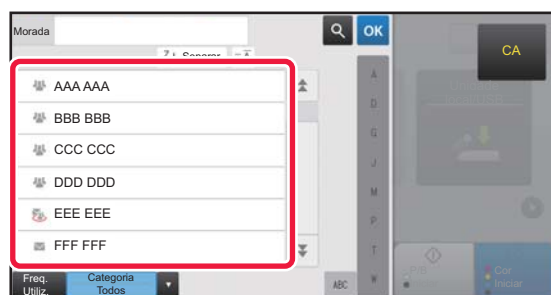 Morada
OK
CA
Separar
AAA AAA
BBB BBB
CCC CCC
DDD DDD
EEE EEE
FFF FFF
A
D
G
J
M
P
T
W
Freq.
Utiliz.
Categoria
Todos
ABC
Cor
Iniciar